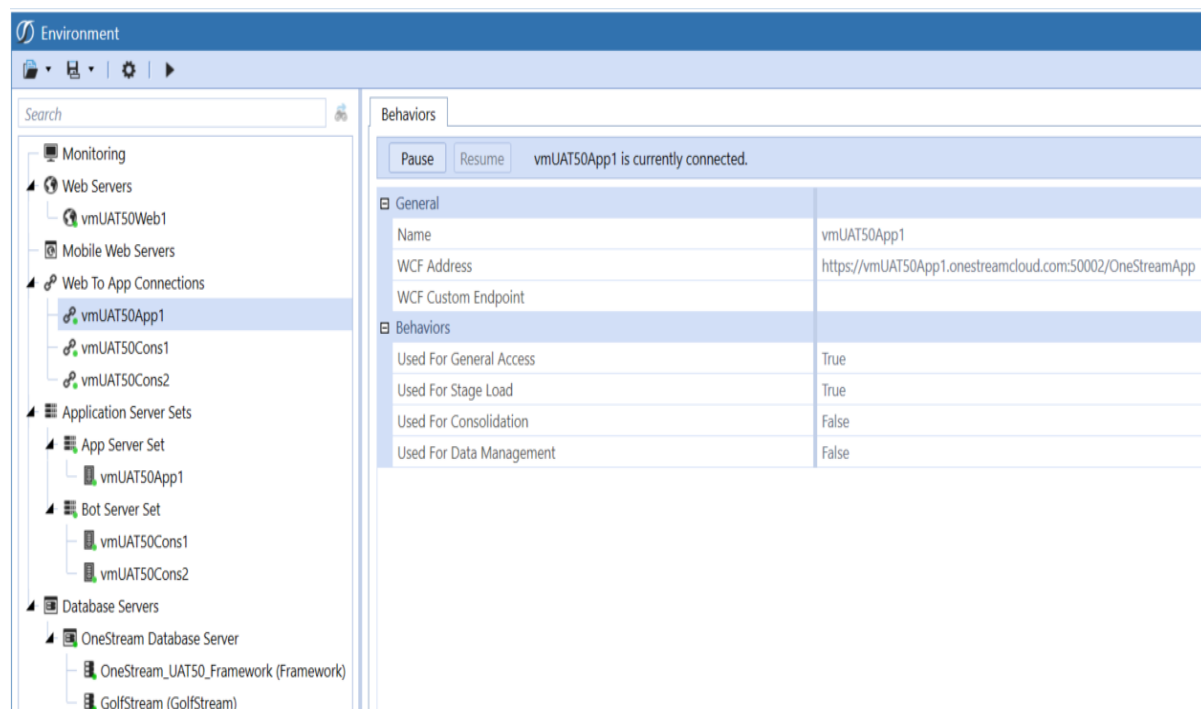 Environment
Search
Monitoring
Web Servers
vmUAT50Web1
Mobile Web Servers
Web To App Connections
vmUAT50App1
vmUAT50Cons1
vmUAT50Cons2
Application Server Sets
App Server Set
vmUAT50App1
Bot Server Set
vmUAT50Cons1
vmUAT50Cons2
Database Servers
OneStream Database Server
OneStream_UAT50_Framework (Framework)
GolfStream (GolfStream)
Behaviors
Pause Resume vmUAT50App1 is currently connected.
General
Name vmUAT50App1
WCF Address https://vmUAT50App1.onestreamcloud.com:50002/OneStreamApp
WCF Custom Endpoint
Behaviors
Used For General Access True
Used For Stage Load True
Used For Consolidation False
Used For Data Management False